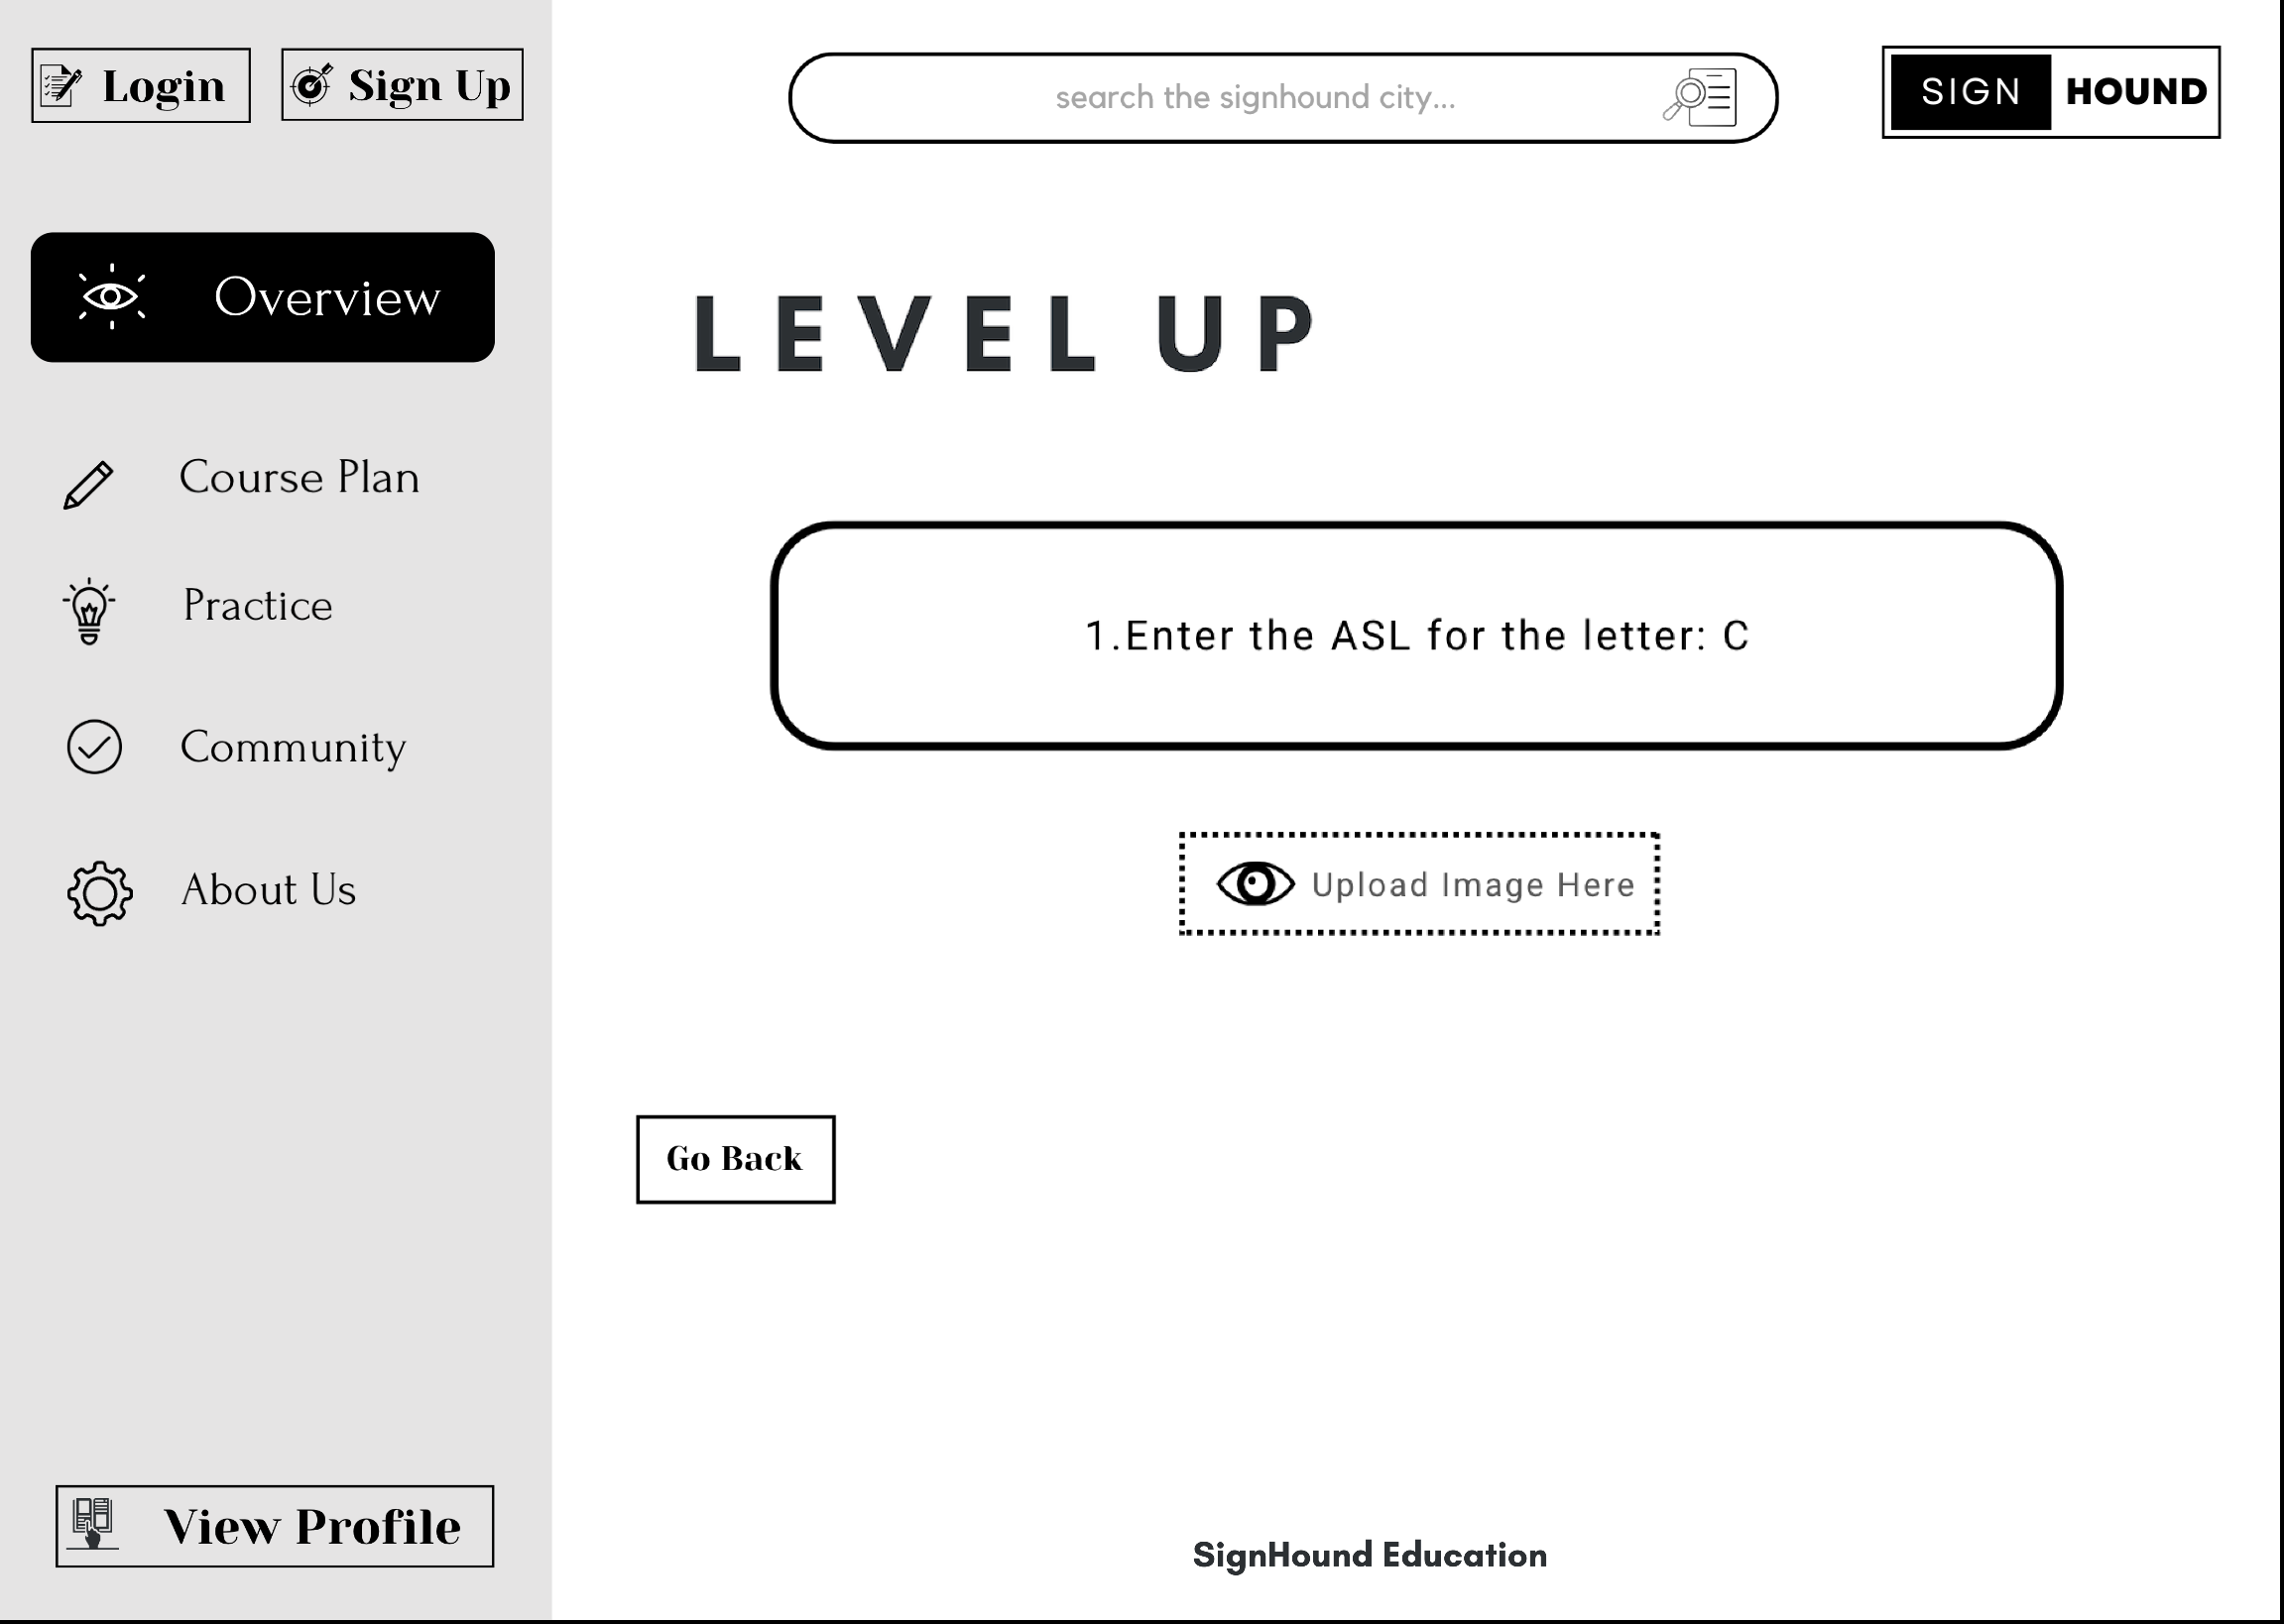 Login
Sign Up
search the signhound city...
SIGN HOUND
Overview
Course Plan
Practice
Community
About Us
View Profile
LEVEL UP
1.Enter the ASL for the letter: C
Upload Image Here
Go Back
SignHound Education